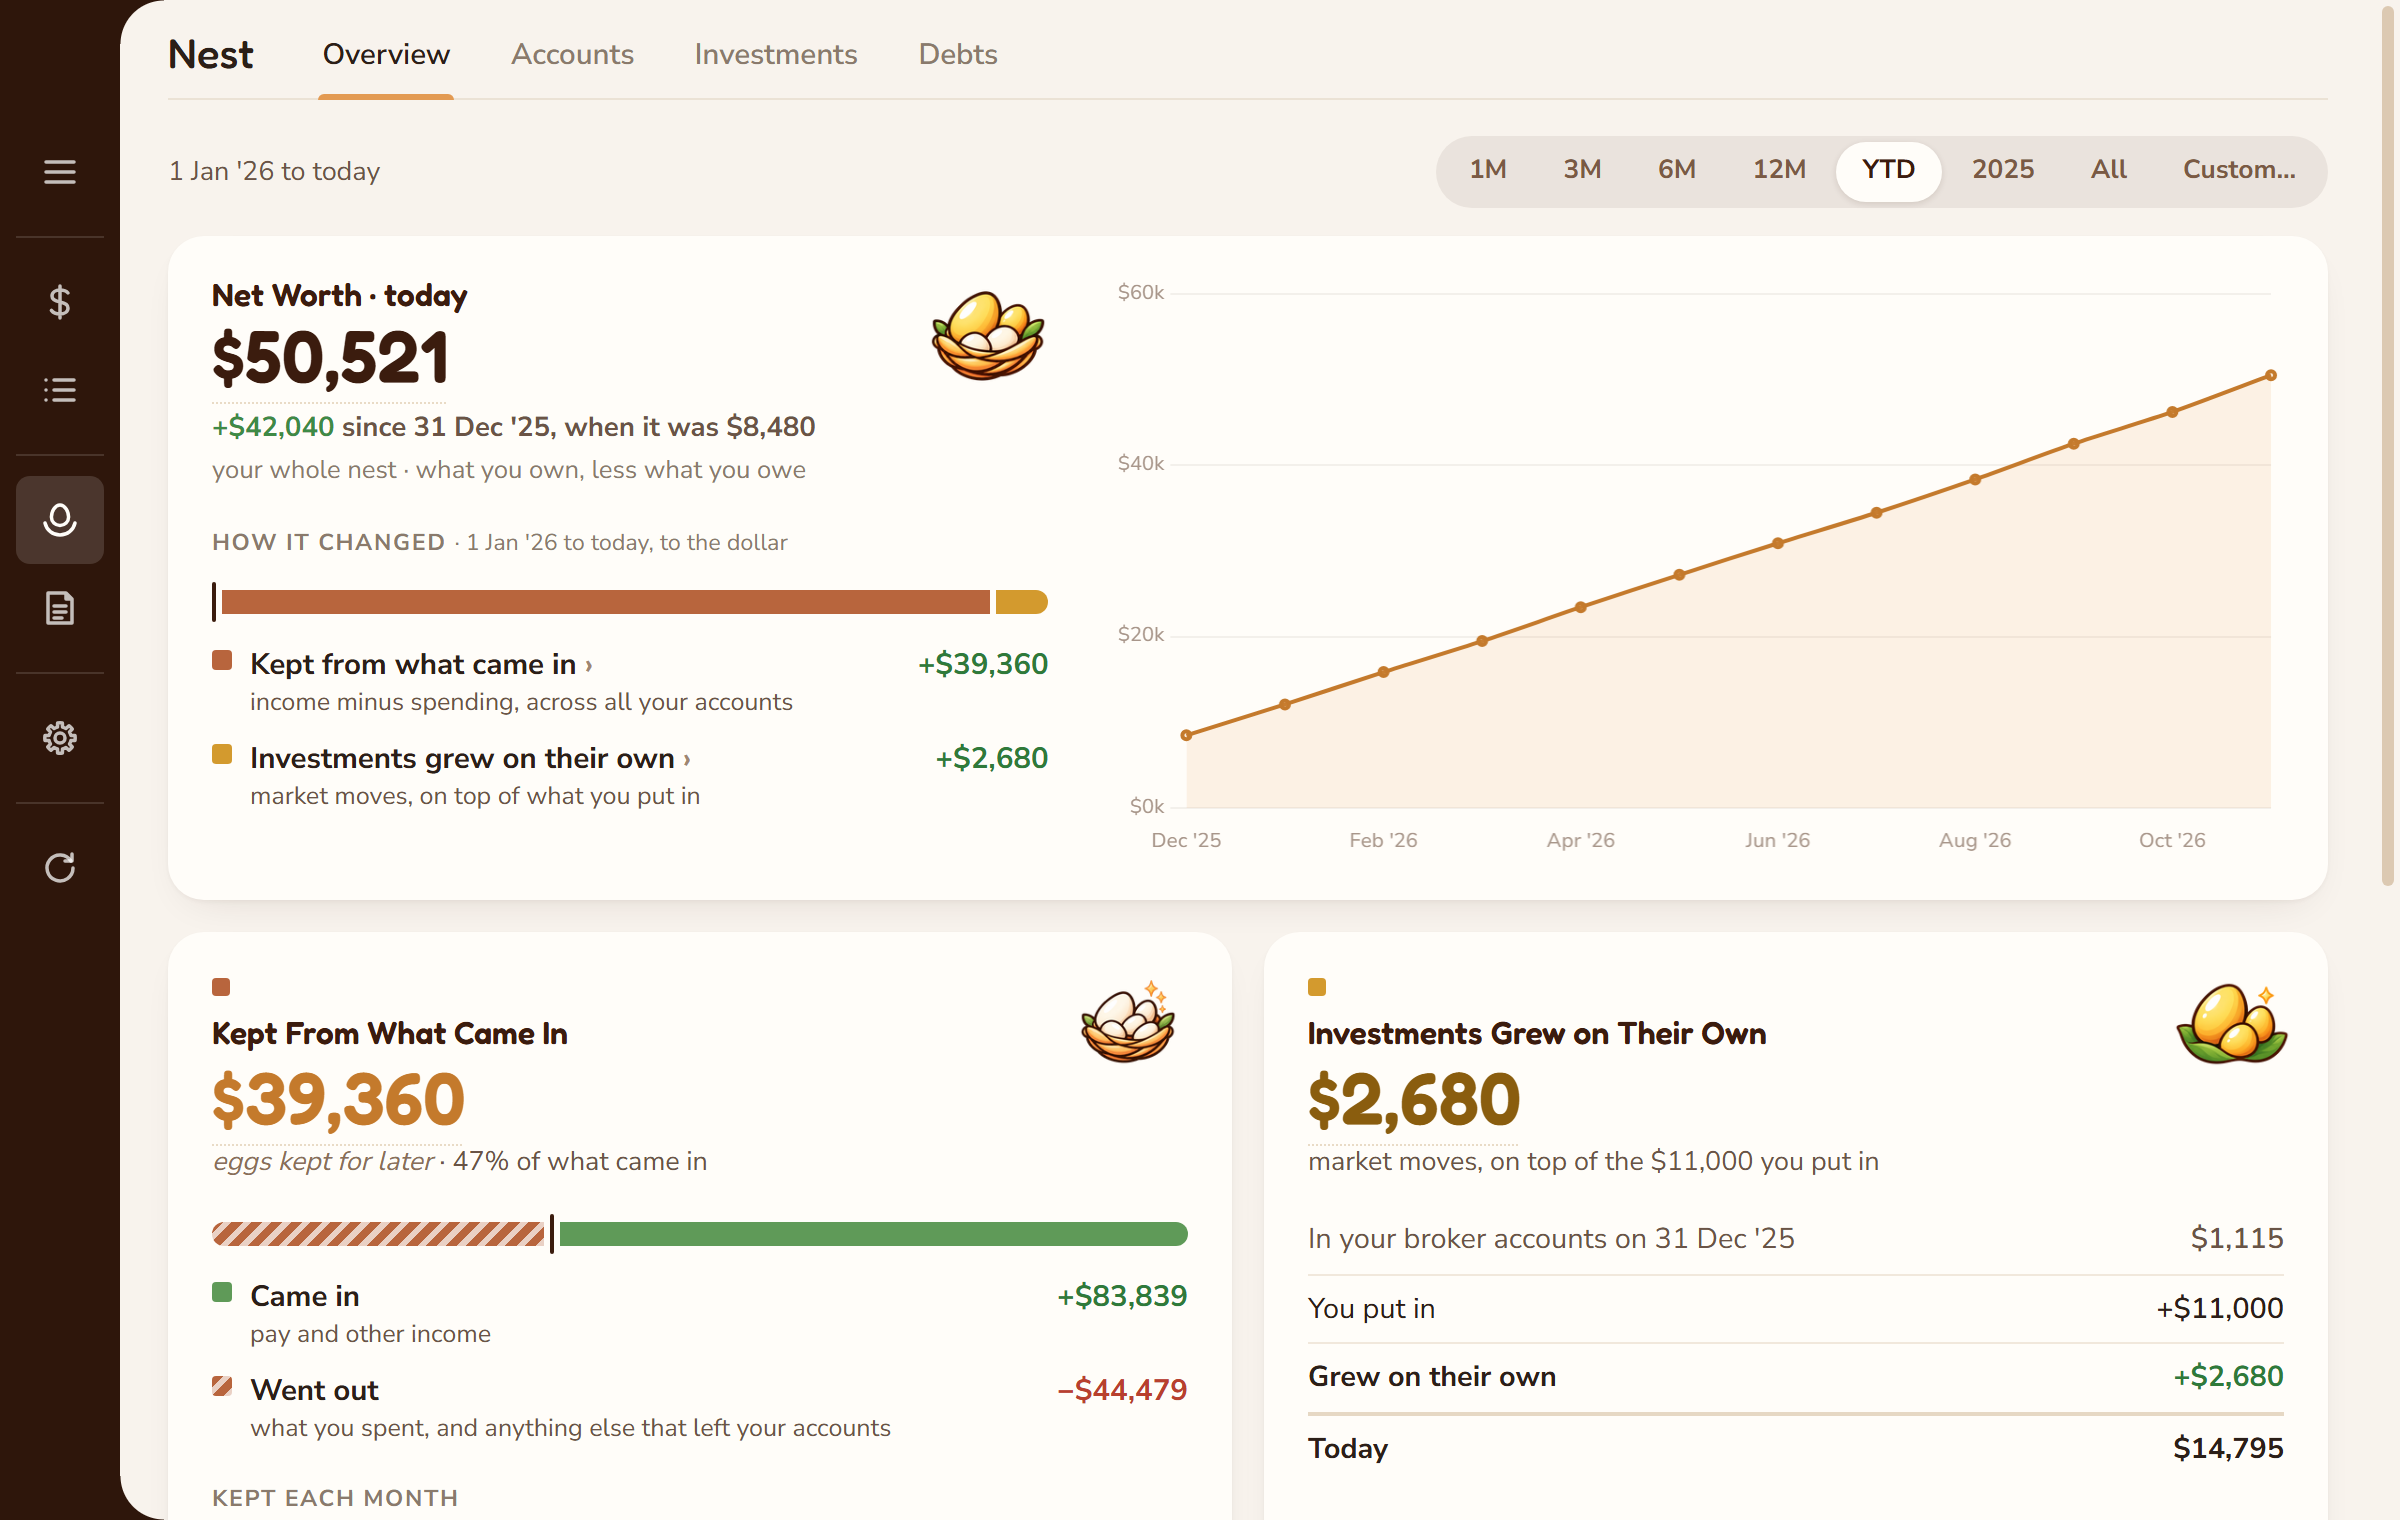 Nest
Overview
Accounts
Investments
Debts
1 Jan '26 to today
1M
3M
6M
12M
YTD
2025
All
Custom...
Net Worth · today
$50,521
+$42,040 since 31 Dec '25, when it was $8,480
your whole nest · what you own, less what you owe
HOW IT CHANGED · 1 Jan '26 to today, to the dollar
Kept from what came in ›
+$39,360
income minus spending, across all your accounts
Investments grew on their own ›
+$2,680
market moves, on top of what you put in
$60k
$40k
$20k
$0k
Dec '25
Feb '26
Apr '26
Jun '26
Aug '26
Oct '26
Kept From What Came In
$39,360
eggs kept for later · 47% of what came in
Came in
+$83,839
pay and other income
Went out
−$44,479
what you spent, and anything else that left your accounts
KEPT EACH MONTH
Investments Grew on Their Own
$2,680
market moves, on top of the $11,000 you put in
In your broker accounts on 31 Dec '25
$1,115
You put in
+$11,000
Grew on their own
+$2,680
Today
$14,795